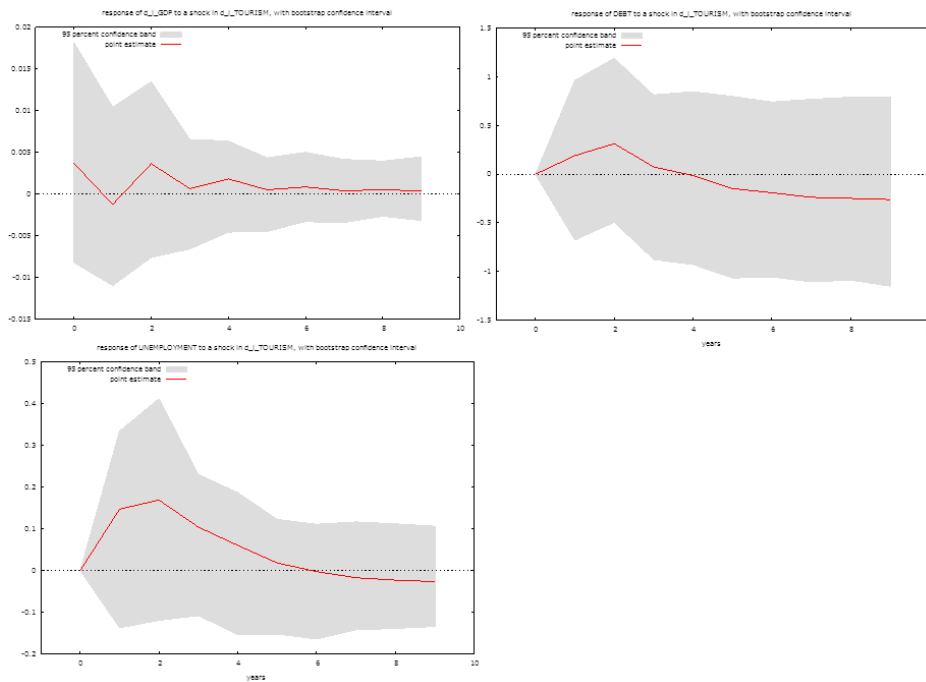 response of d_l_GDP to a shock in d_l_TOURISM, with bootstrap confidence interval
0.02
95 percent confidence band
point estimate
0.015
0.01
0.005
0
-0.005
-0.01
-0.015
0 2 4 6 8 10
response of DEBT to a shock in d_l_TOURISM, with bootstrap confidence interval
1.5
95 percent confidence band
point estimate
1
0.5
0
-0.5
-1
-1.5
0 2 4 6 8
years
response of UNEMPLOYMENT to a shock in d_l_TOURISM, with bootstrap confidence interval
0.5
95 percent confidence band
point estimate
0.4
0.3
0.2
0.1
0
-0.1
-0.2
0 2 4 6 8 10
years